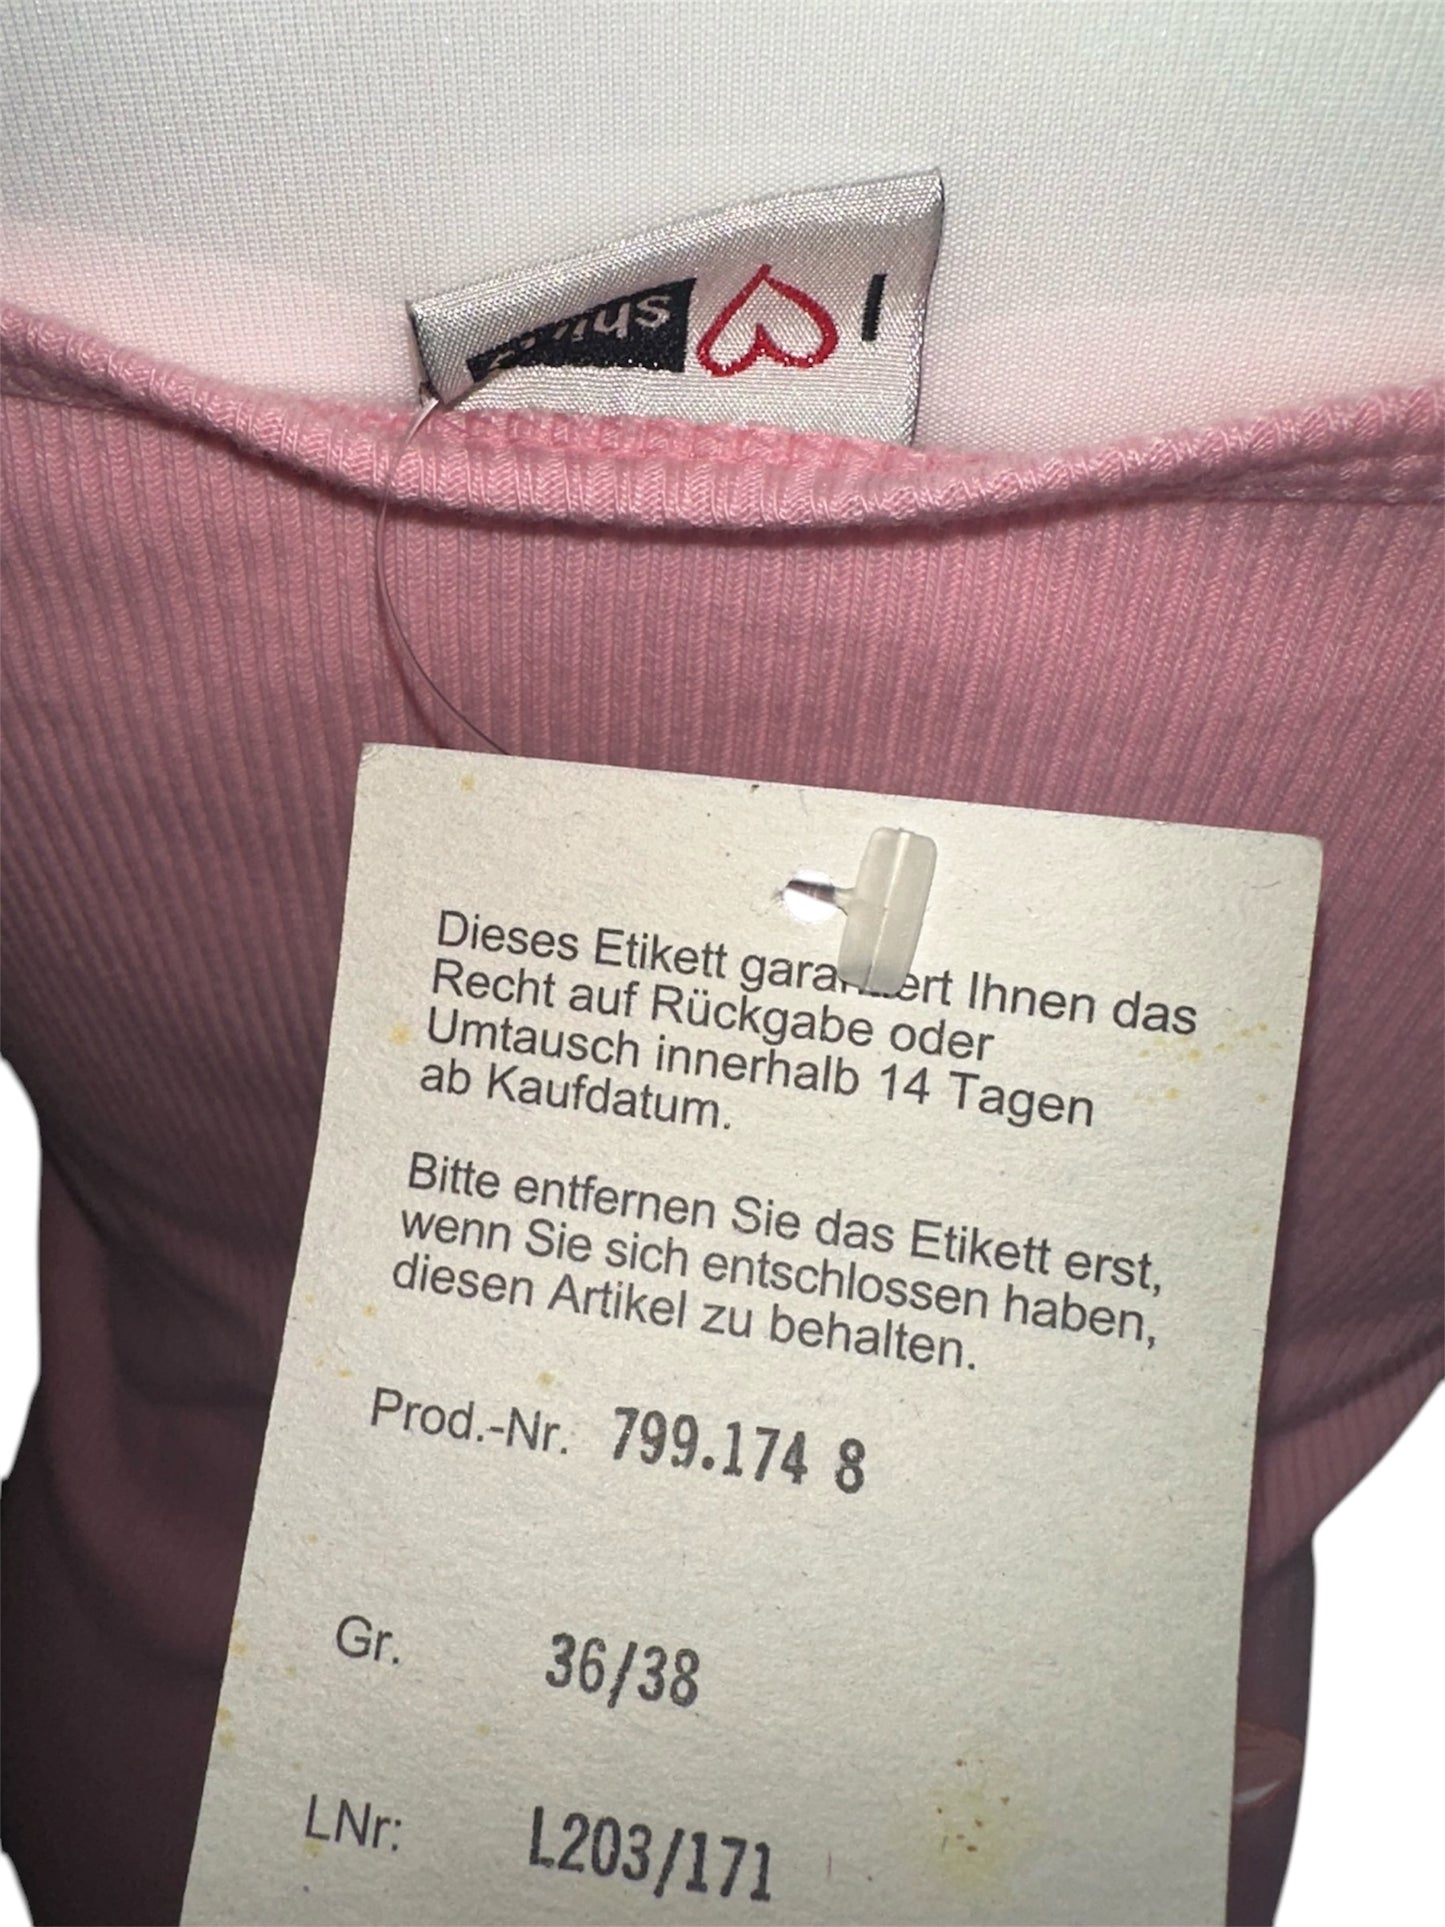 I
Dieses Etikett garantiert Ihnen das
Recht auf Rückgabe oder
Umtausch innerhalb 14 Tagen
ab Kaufdatum.
Bitte entfernen Sie das Etikett erst,
wenn Sie sich entschlossen haben,
diesen Artikel zu behalten.
Prod.-Nr. 799.174 8
Gr. 36/38
LNr: L203/171